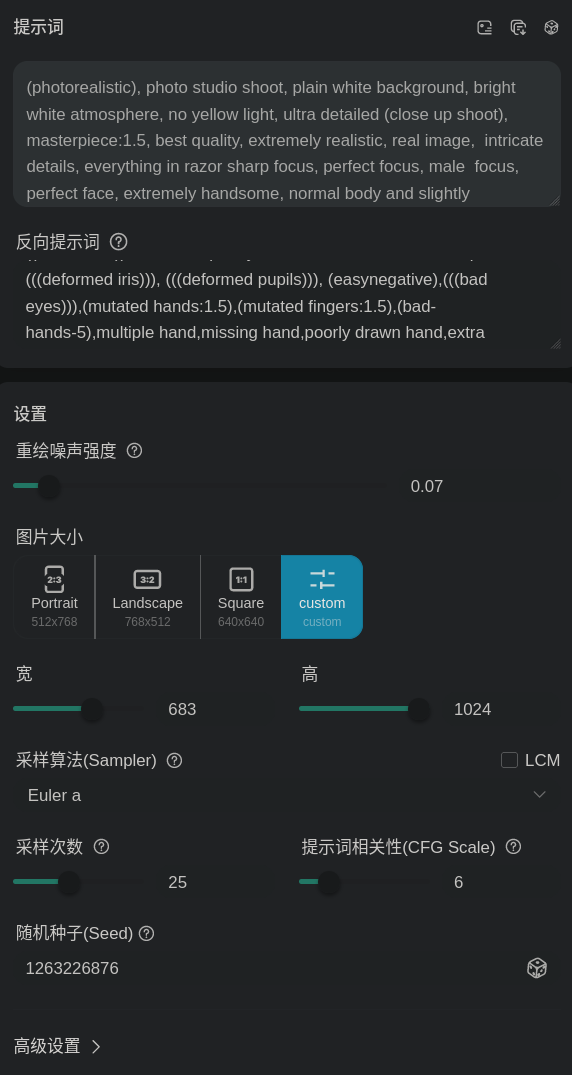 提示词
(photorealistic), photo studio shoot, plain white background, bright
white atmosphere, no yellow light, ultra detailed (close up shoot),
masterpiece:1.5, best quality, extremely realistic, real image,  intricate
details, everything in razor sharp focus, perfect focus, male  focus,
perfect face, extremely handsome, normal body and slightly
反向提示词
(((deformed iris))), (((deformed pupils))), (easynegative),(((bad
eyes))),(mutated hands:1.5),(mutated fingers:1.5),(bad-
hands-5),multiple hand,missing hand,poorly drawn hand,extra
设置
重绘噪声强度
0.07
图片大小
2:3 3:2 1:1
Portrait Landscape Square custom
512x768 768x512 640x640 custom
宽 高
683 1024
采样算法(Sampler) LCM
Euler a
采样次数 提示词相关性(CFG Scale)
25 6
随机种子(Seed)
1263226876
高级设置